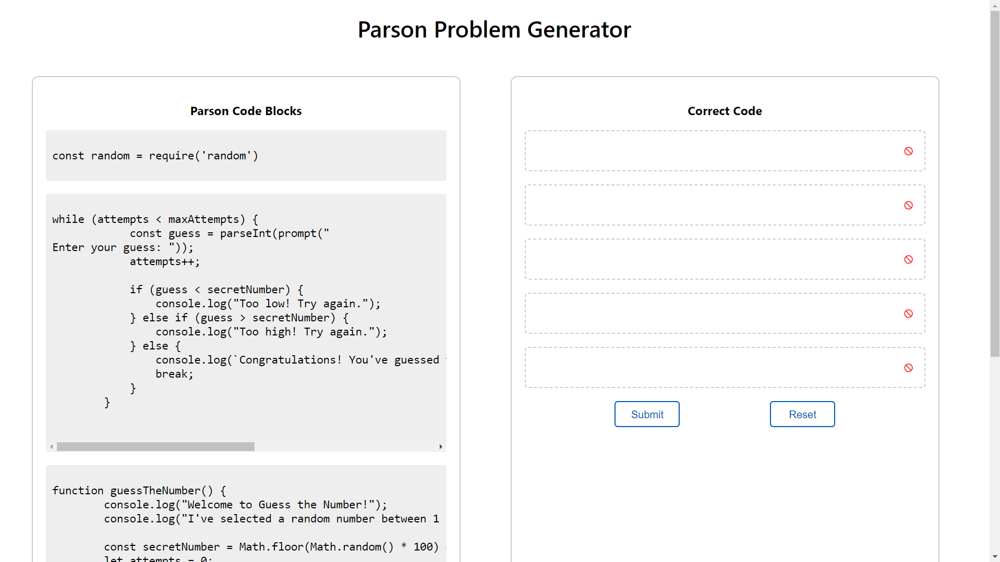 Parson Problem Generator
Parson Code Blocks
const random = require('random')
while (attempts < maxAttempts) {
            const guess = parseInt(prompt("
Enter your guess: "));
            attempts++;
            if (guess < secretNumber) {
                console.log("Too low! Try again.");
            } else if (guess > secretNumber) {
                console.log("Too high! Try again.");
            } else {
                console.log(`Congratulations! You've guessed
                break;
            }
        }
function guessTheNumber() {
        console.log("Welcome to Guess the Number!");
        console.log("I've selected a random number between 1
        const secretNumber = Math.floor(Math.random() * 100)
        let attempts = 0;
Correct Code
Submit
Reset